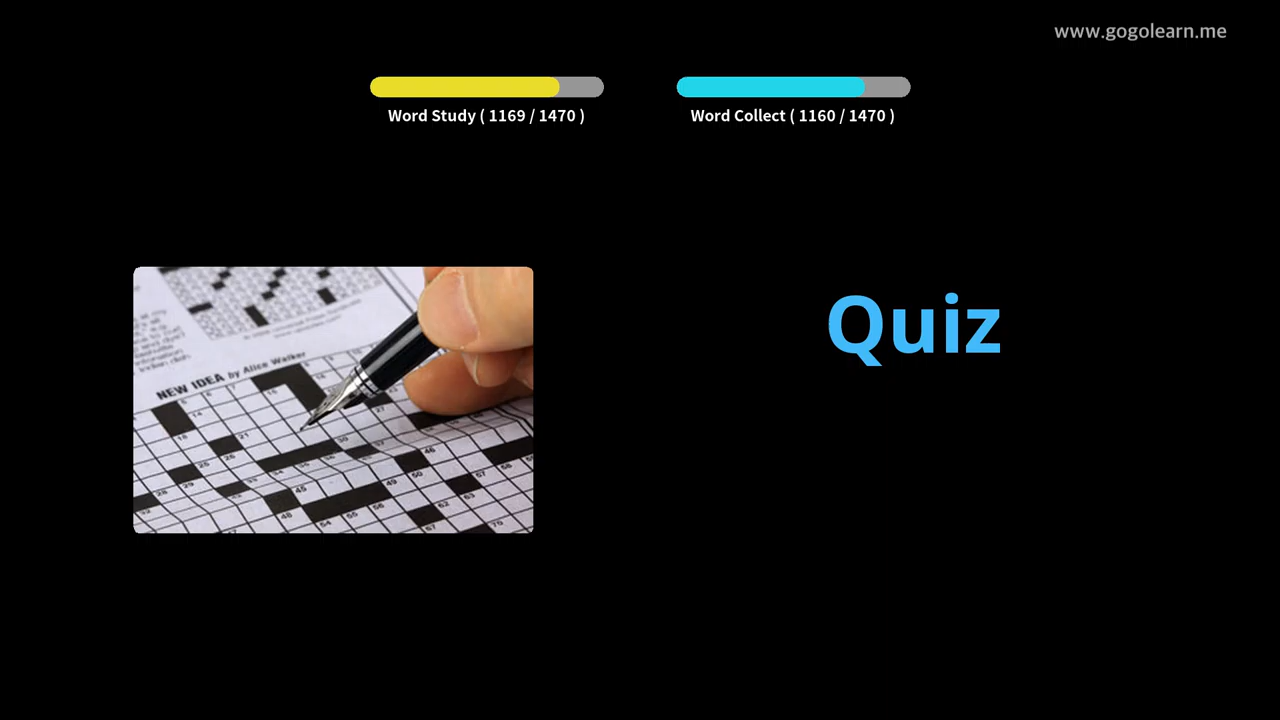 www.gogolearn.me
Word Study ( 1169 / 1470 )
Word Collect ( 1160 / 1470 )
Quiz
NEW IDEA by Alice Walker